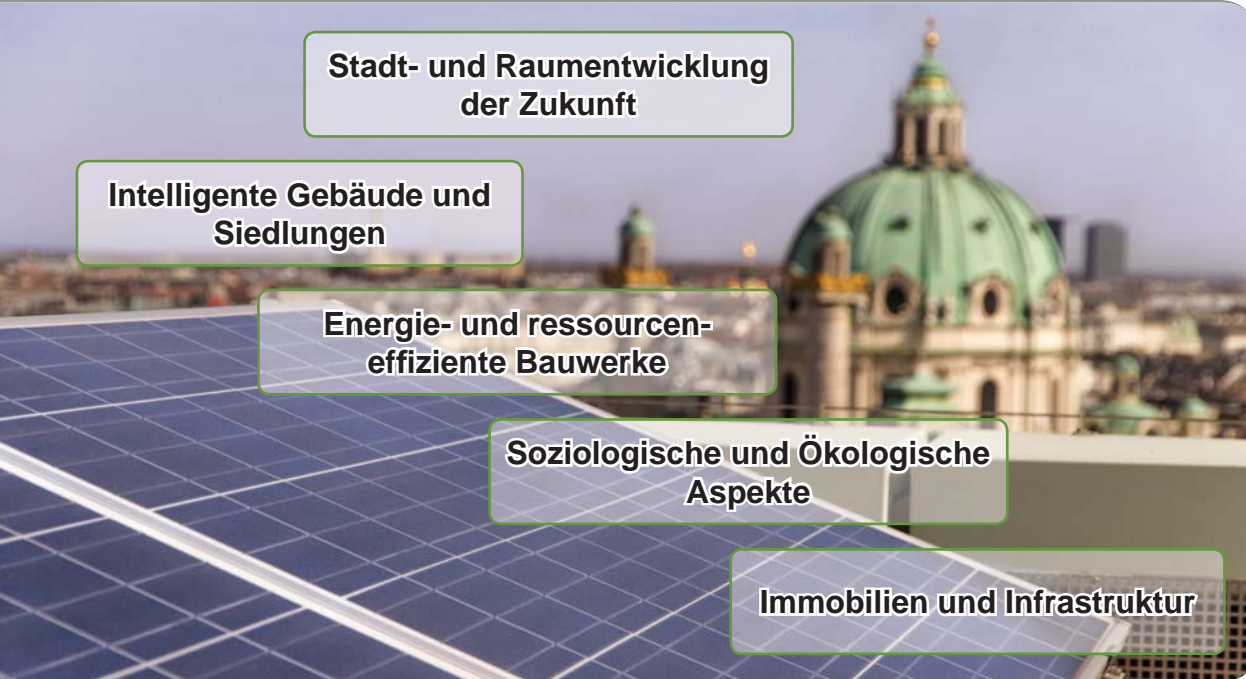 Stadt- und Raumentwicklung
der Zukunft
Intelligente Gebäude und
Siedlungen
Energie- und ressourcen-
effiziente Bauwerke
Soziologische und Ökologische
Aspekte
Immobilien und Infrastruktur